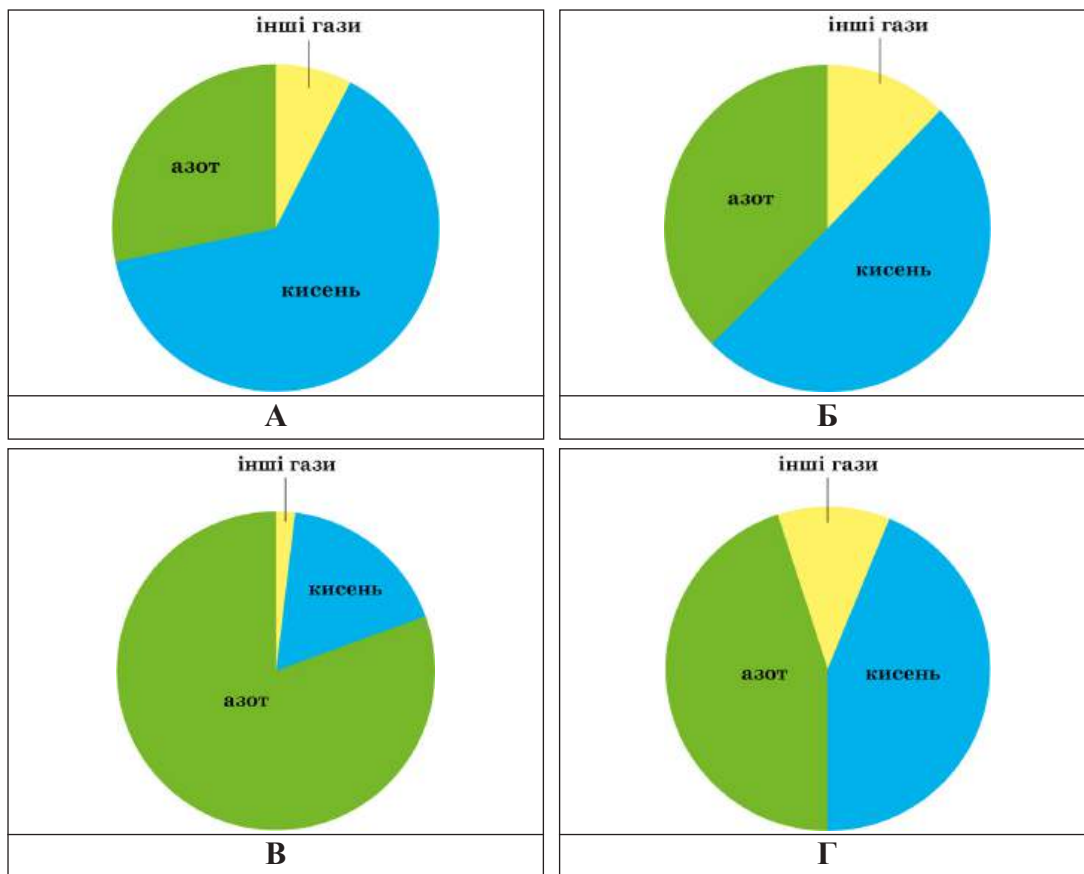 інші гази
азот
кисень
А
інші гази
азот
кисень
Б
інші гази
кисень
азот
В
інші гази
азот
кисень
Г